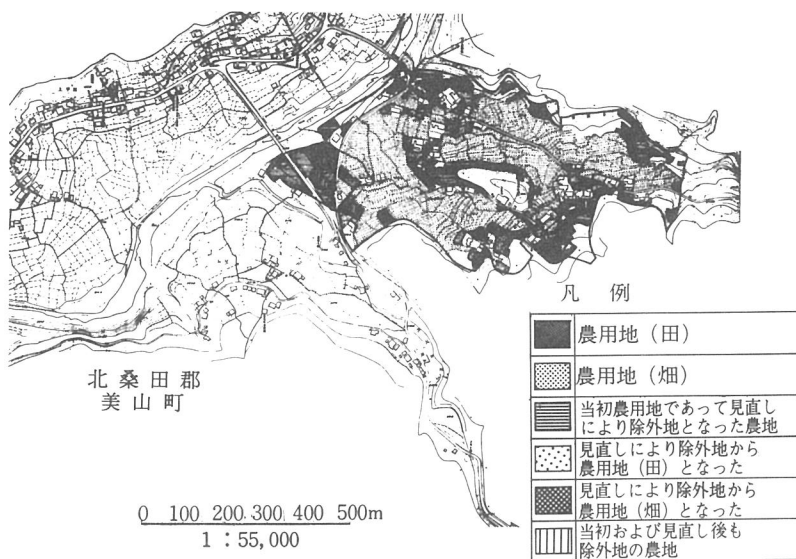 北桑田郡
美山町
0 100 200 300 400 500m
1：55,000
凡例
農用地（田）
農用地（畑）
当初農用地であって見直し
により除外地となった農地
見直しにより除外地から
農用地（田）となった
見直しにより除外地から
農用地（畑）となった
当初および見直し後も
除外地の農地